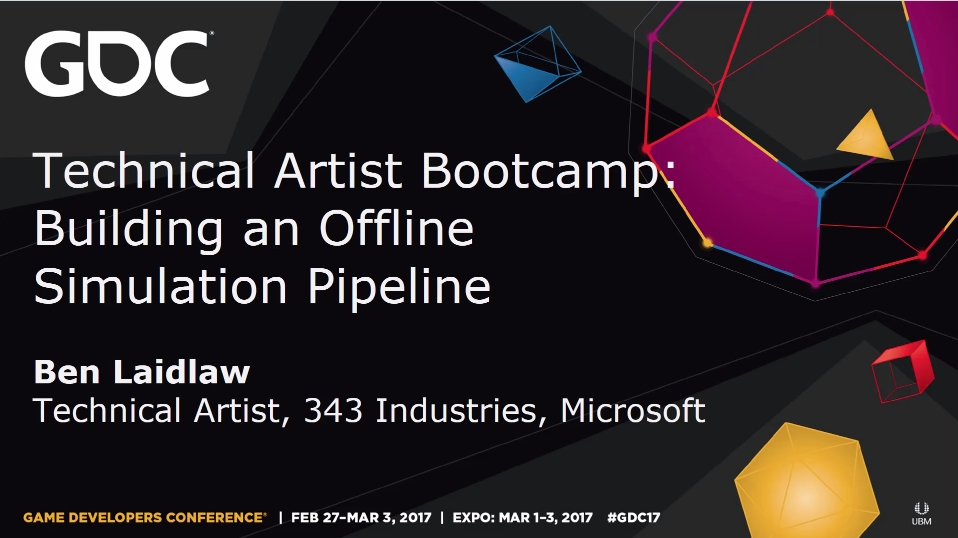 GDC®
Technical Artist Bootcamp:
Building an Offline
Simulation Pipeline
Ben Laidlaw
Technical Artist, 343 Industries, Microsoft
GAME DEVELOPERS CONFERENCE® | FEB 27–MAR 3, 2017 | EXPO: MAR 1–3, 2017 #GDC17
UBM